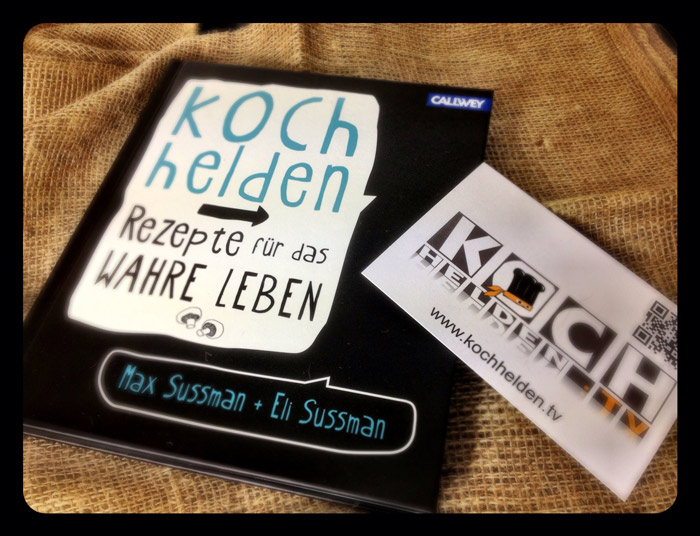 KOCH
helden
Rezepte für das
WAHRE LEBEN
Max Sussman + Eli Sussman
CALLWEY
KOCH
HELDEN.TV
www.kochhelden.tv